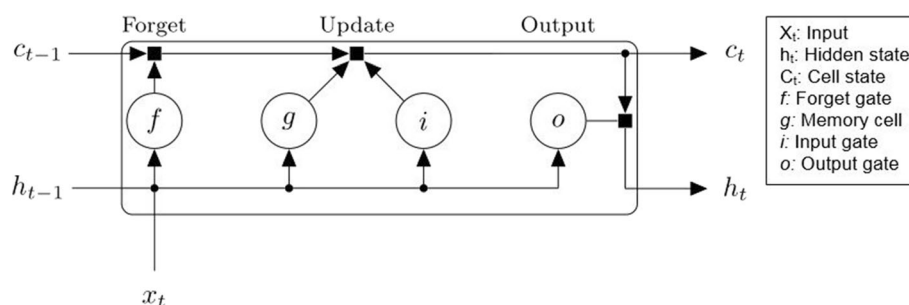 Forget Update Output
c_{t−1} c_t
f g i o
h_{t−1} h_t
x_t
X_t: Input
h_t: Hidden state
C_t: Cell state
f: Forget gate
g: Memory cell
i: Input gate
o: Output gate